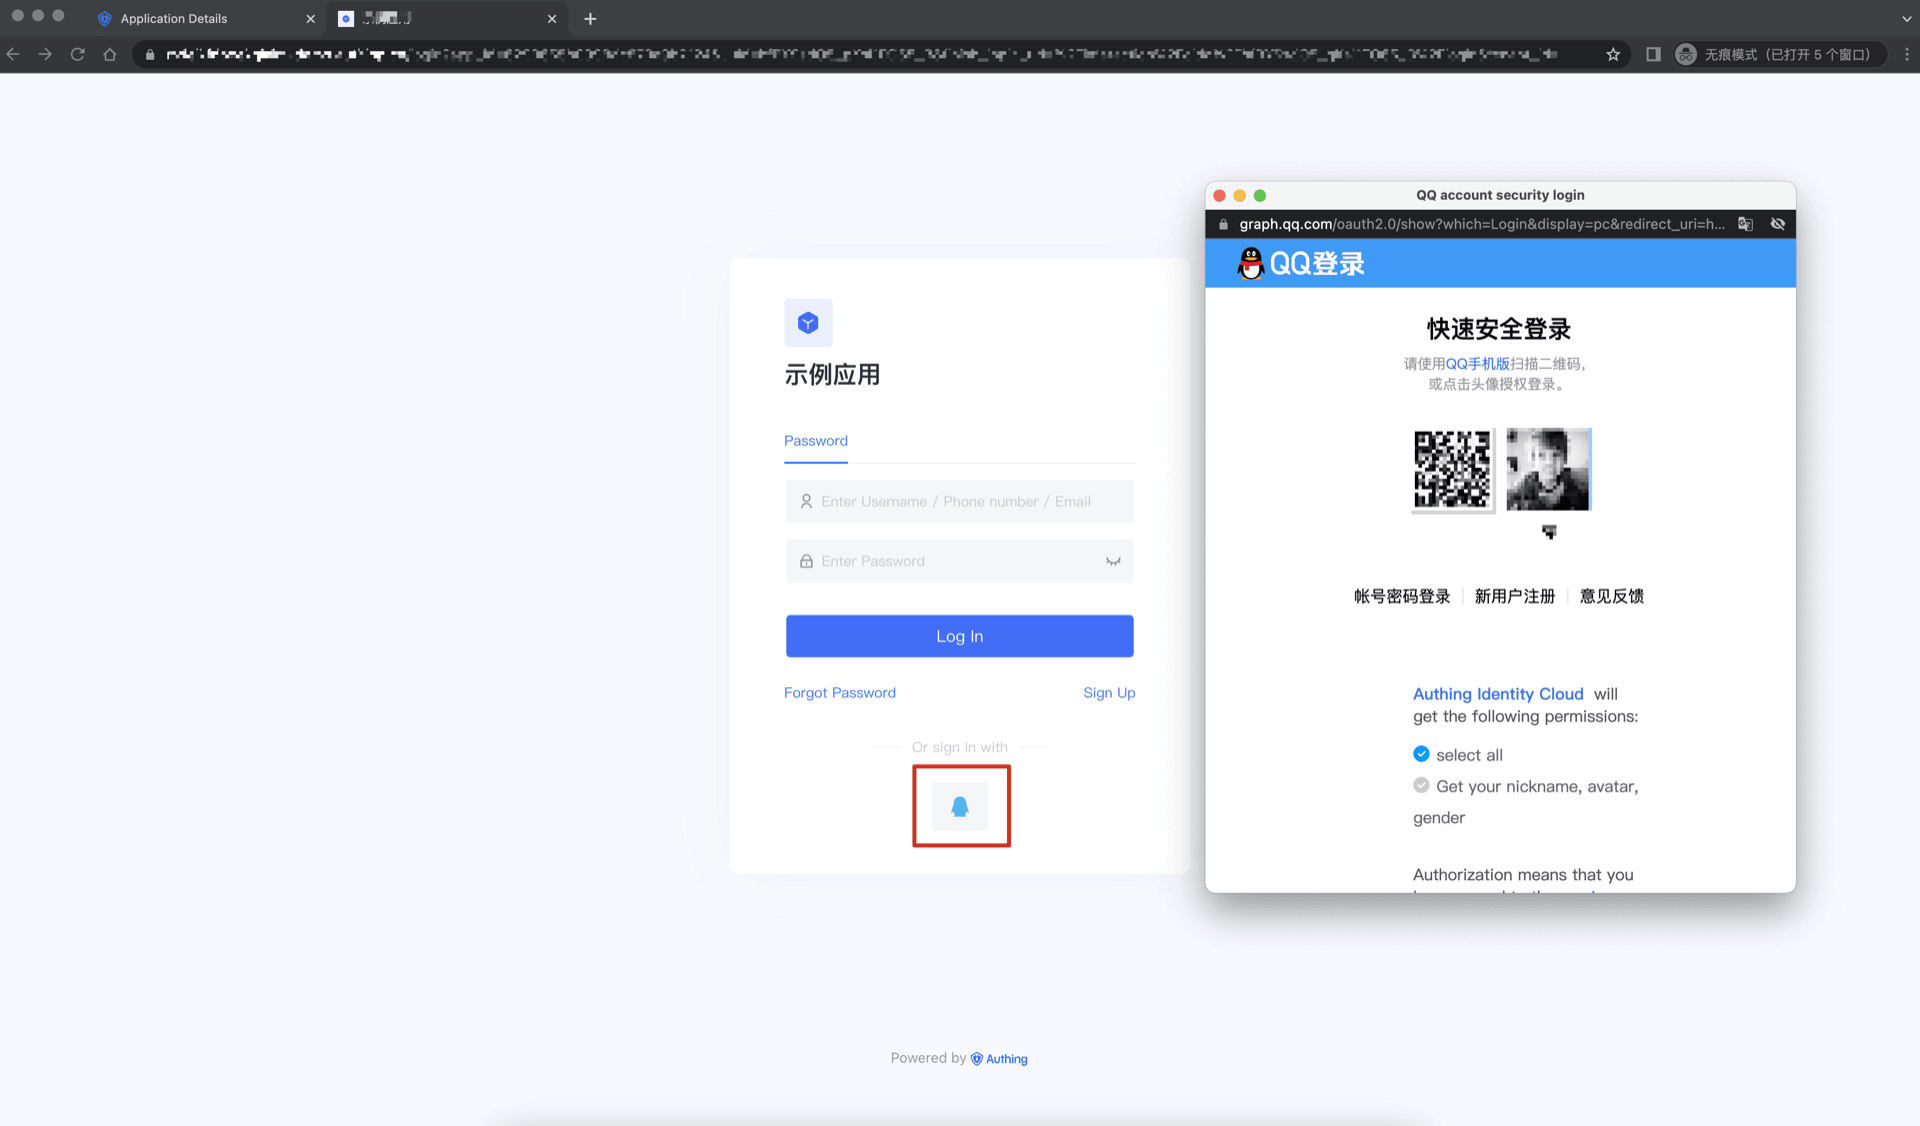 Application Details
无痕模式（已打开 5 个窗口）
示例应用
Password
Enter Username / Phone number / Email
Enter Password
Log In
Forgot Password
Sign Up
Or sign in with
Powered by Authing
QQ account security login
graph.qq.com/oauth2.0/show?which=Login&display=pc&redirect_uri=h...
QQ登录
快速安全登录
请使用QQ手机版扫描二维码，
或点击头像授权登录。
帐号密码登录
新用户注册
意见反馈
Authing Identity Cloud will
get the following permissions:
select all
Get your nickname, avatar,
gender
Authorization means that you